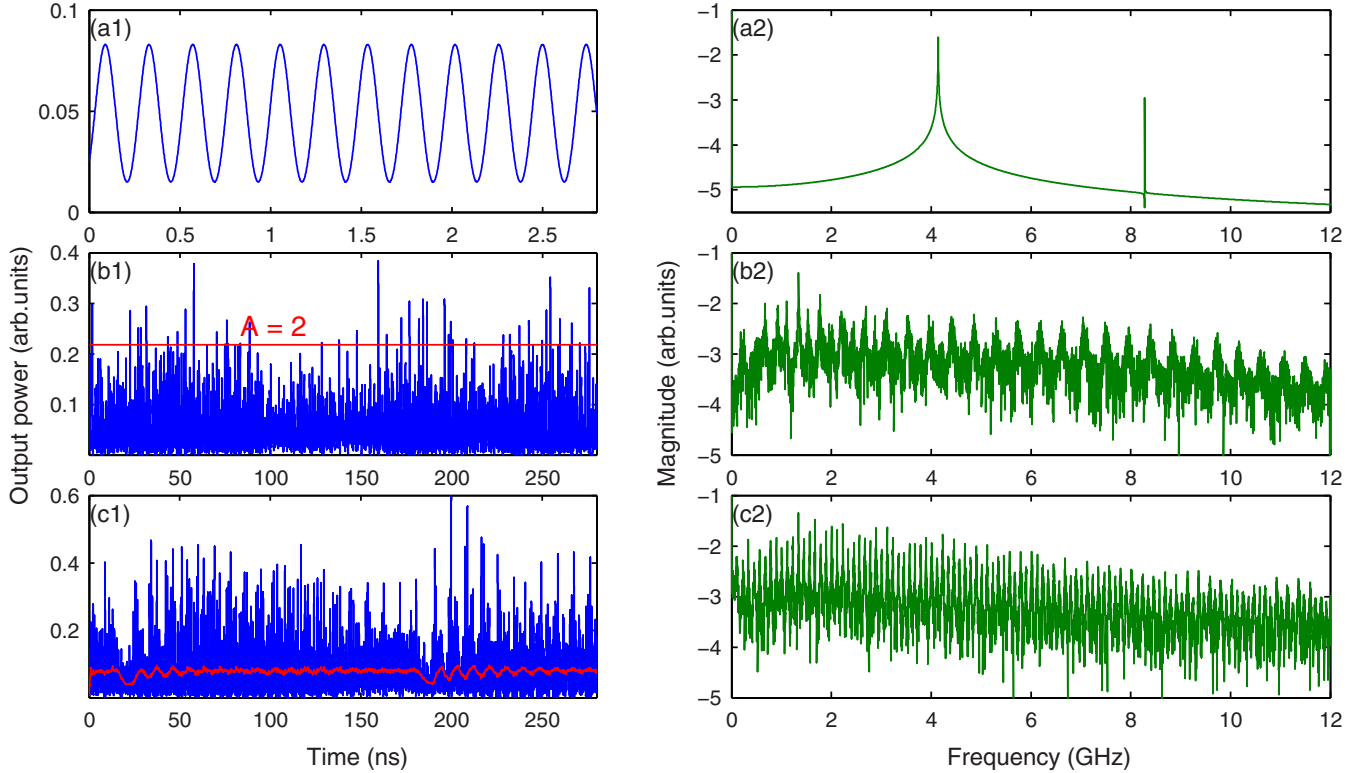 (a1)
0.1
0.05
0
0 0.5 1 1.5 2 2.5
(a2)
−1
−2
−3
−4
−5
0 2 4 6 8 10 12
(b1)
A = 2
0.4
0.3
0.2
0.1
0 50 100 150 200 250
(b2)
−1
−2
−3
−4
−5
0 2 4 6 8 10 12
(c1)
0.6
0.4
0.2
0 50 100 150 200 250
(c2)
−1
−2
−3
−4
−5
0 2 4 6 8 10 12
Output power (arb.units)
Magnitude (arb.units)
Time (ns)
Frequency (GHz)